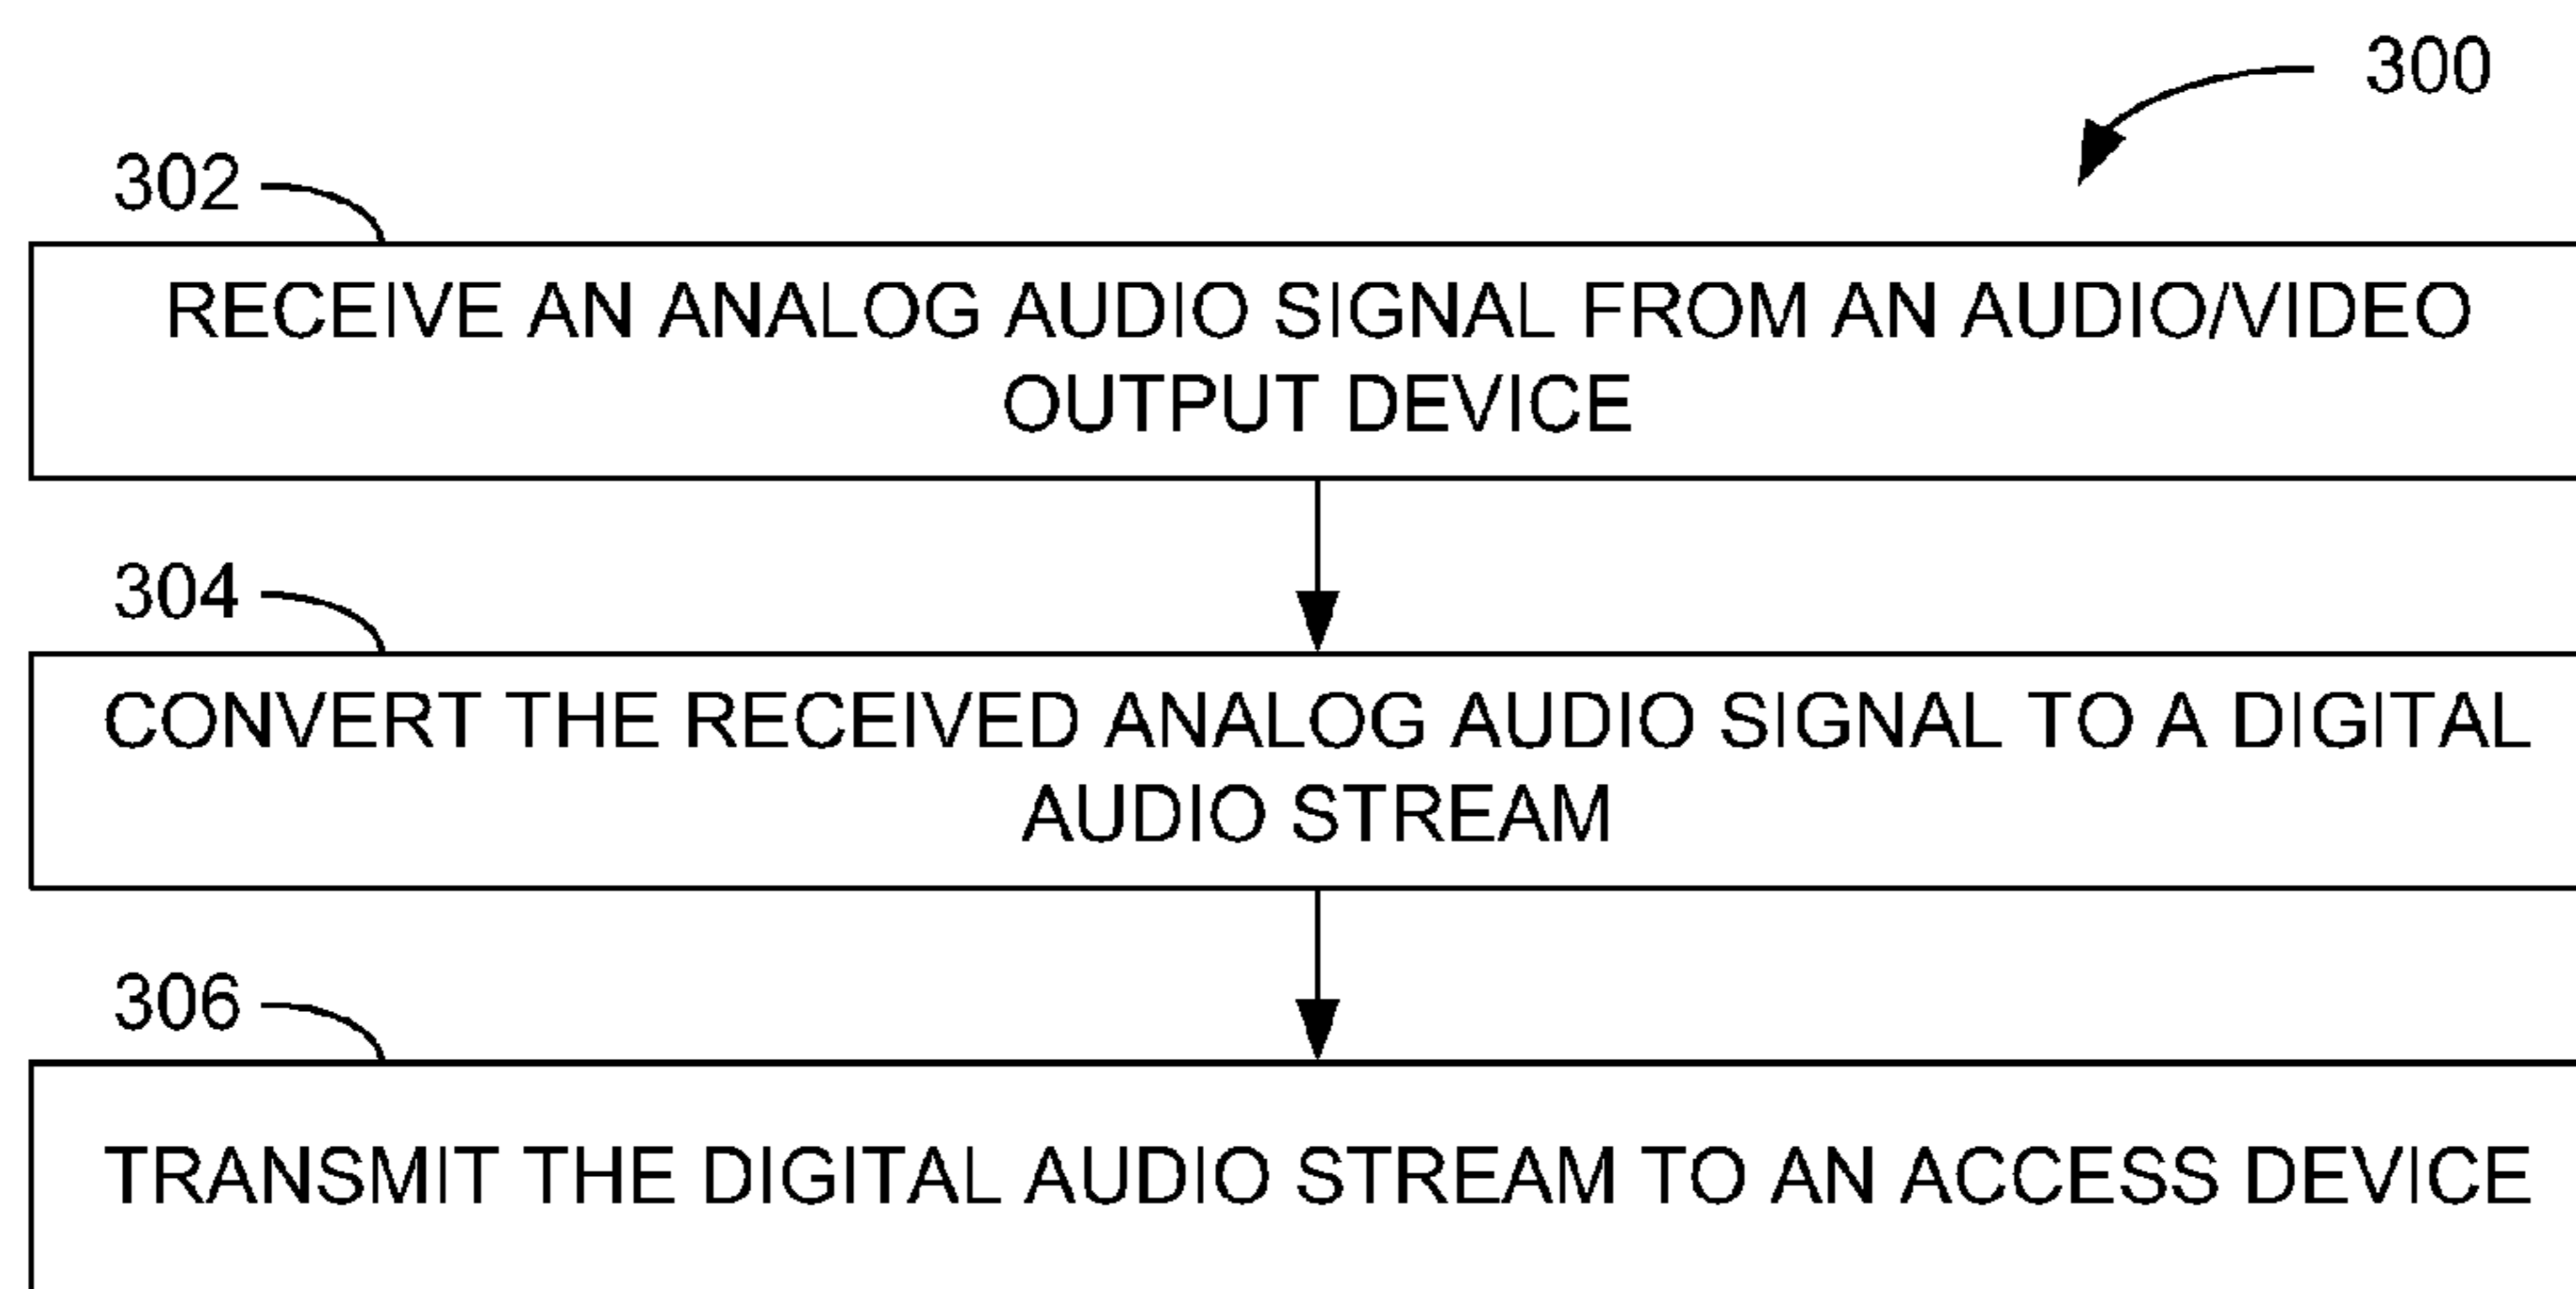 300
302
RECEIVE AN ANALOG AUDIO SIGNAL FROM AN AUDIO/VIDEO
OUTPUT DEVICE
304
CONVERT THE RECEIVED ANALOG AUDIO SIGNAL TO A DIGITAL
AUDIO STREAM
306
TRANSMIT THE DIGITAL AUDIO STREAM TO AN ACCESS DEVICE